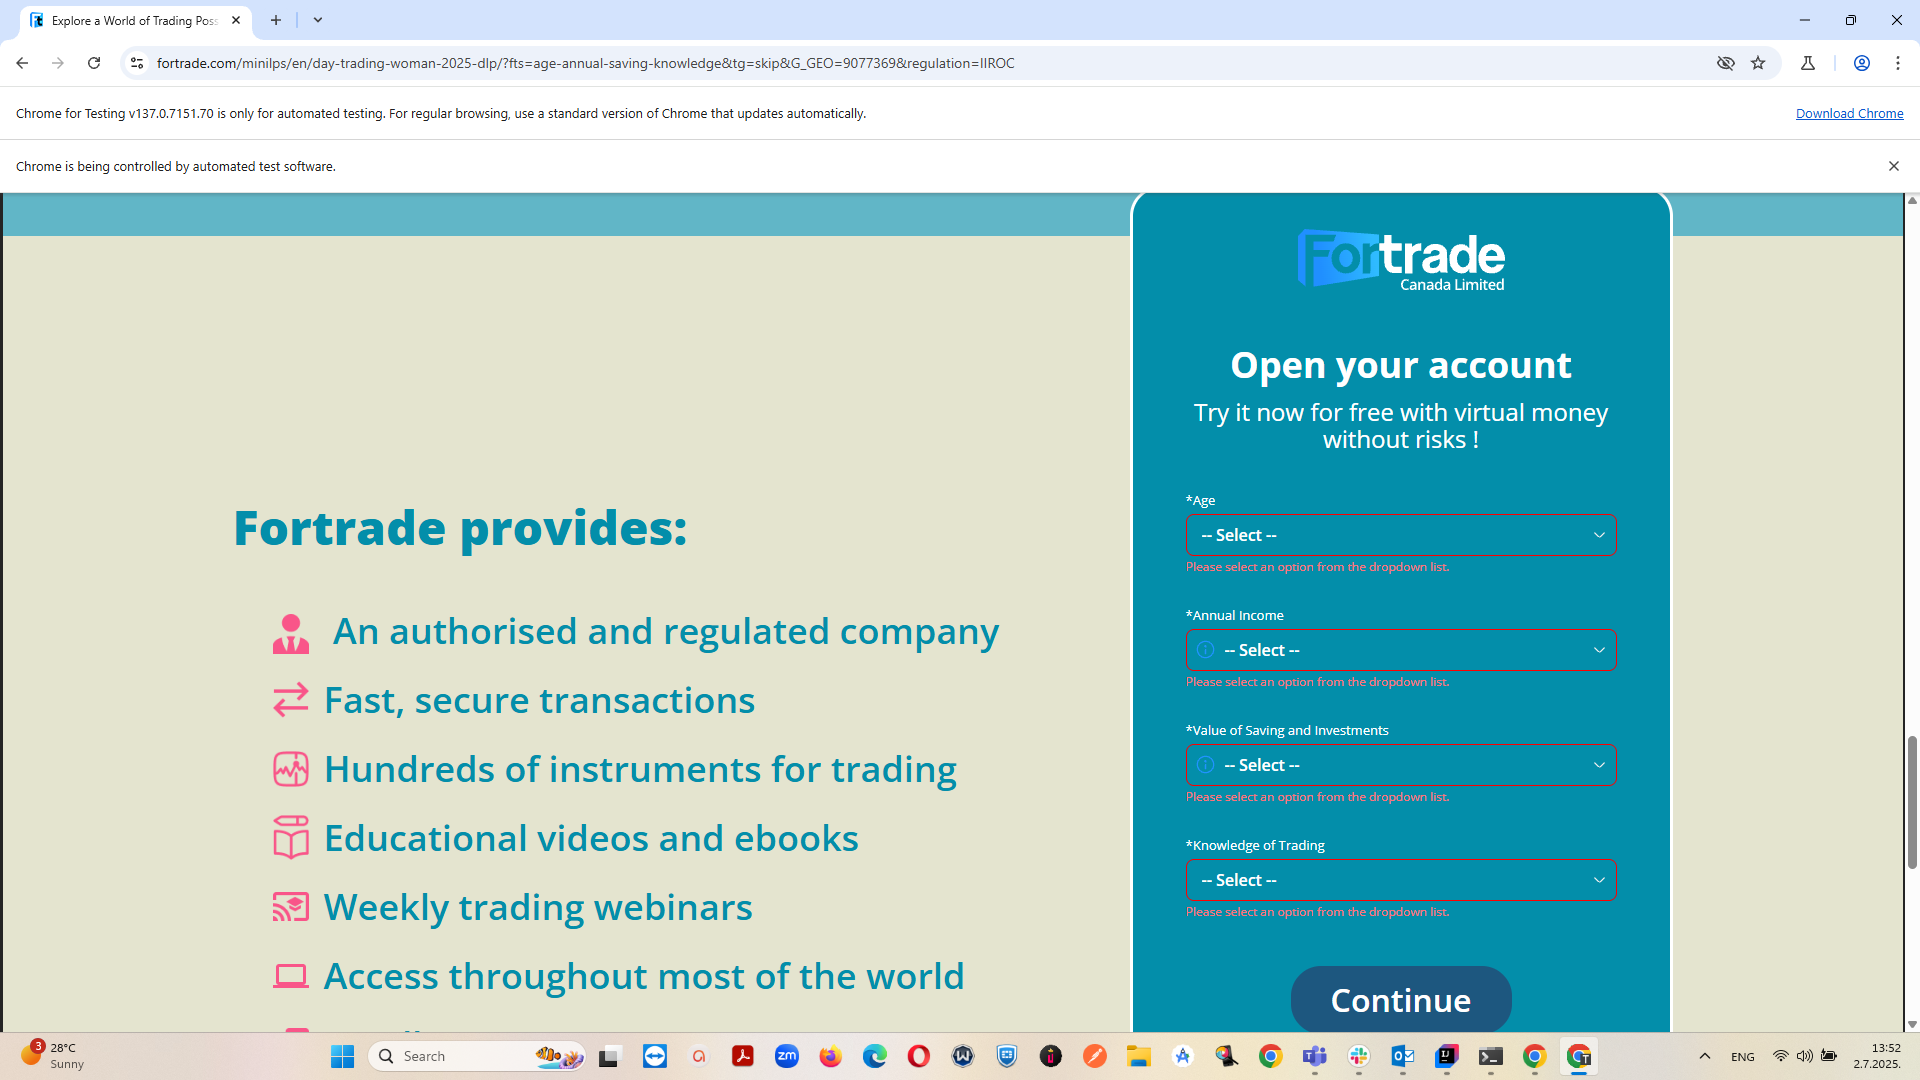 Explore a World of Trading Poss
fortrade.com/minilps/en/day-trading-woman-2025-dlp/?fts=age-annual-saving-knowledge&tg=skip&G_GEO=9077369&regulation=IIROC
Chrome for Testing v137.0.7151.70 is only for automated testing. For regular browsing, use a standard version of Chrome that updates automatically.
Download Chrome
Chrome is being controlled by automated test software.
Fortrade
Canada Limited
Open your account
Try it now for free with virtual money
without risks !
*Age
-- Select --
Please select an option from the dropdown list.
*Annual Income
-- Select --
Please select an option from the dropdown list.
*Value of Saving and Investments
-- Select --
Please select an option from the dropdown list.
*Knowledge of Trading
-- Select --
Please select an option from the dropdown list.
Continue
Fortrade provides:
An authorised and regulated company
Fast, secure transactions
Hundreds of instruments for trading
Educational videos and ebooks
Weekly trading webinars
Access throughout most of the world
3
28°C
Sunny
Search
zm
ENG
13:52
2.7.2025.